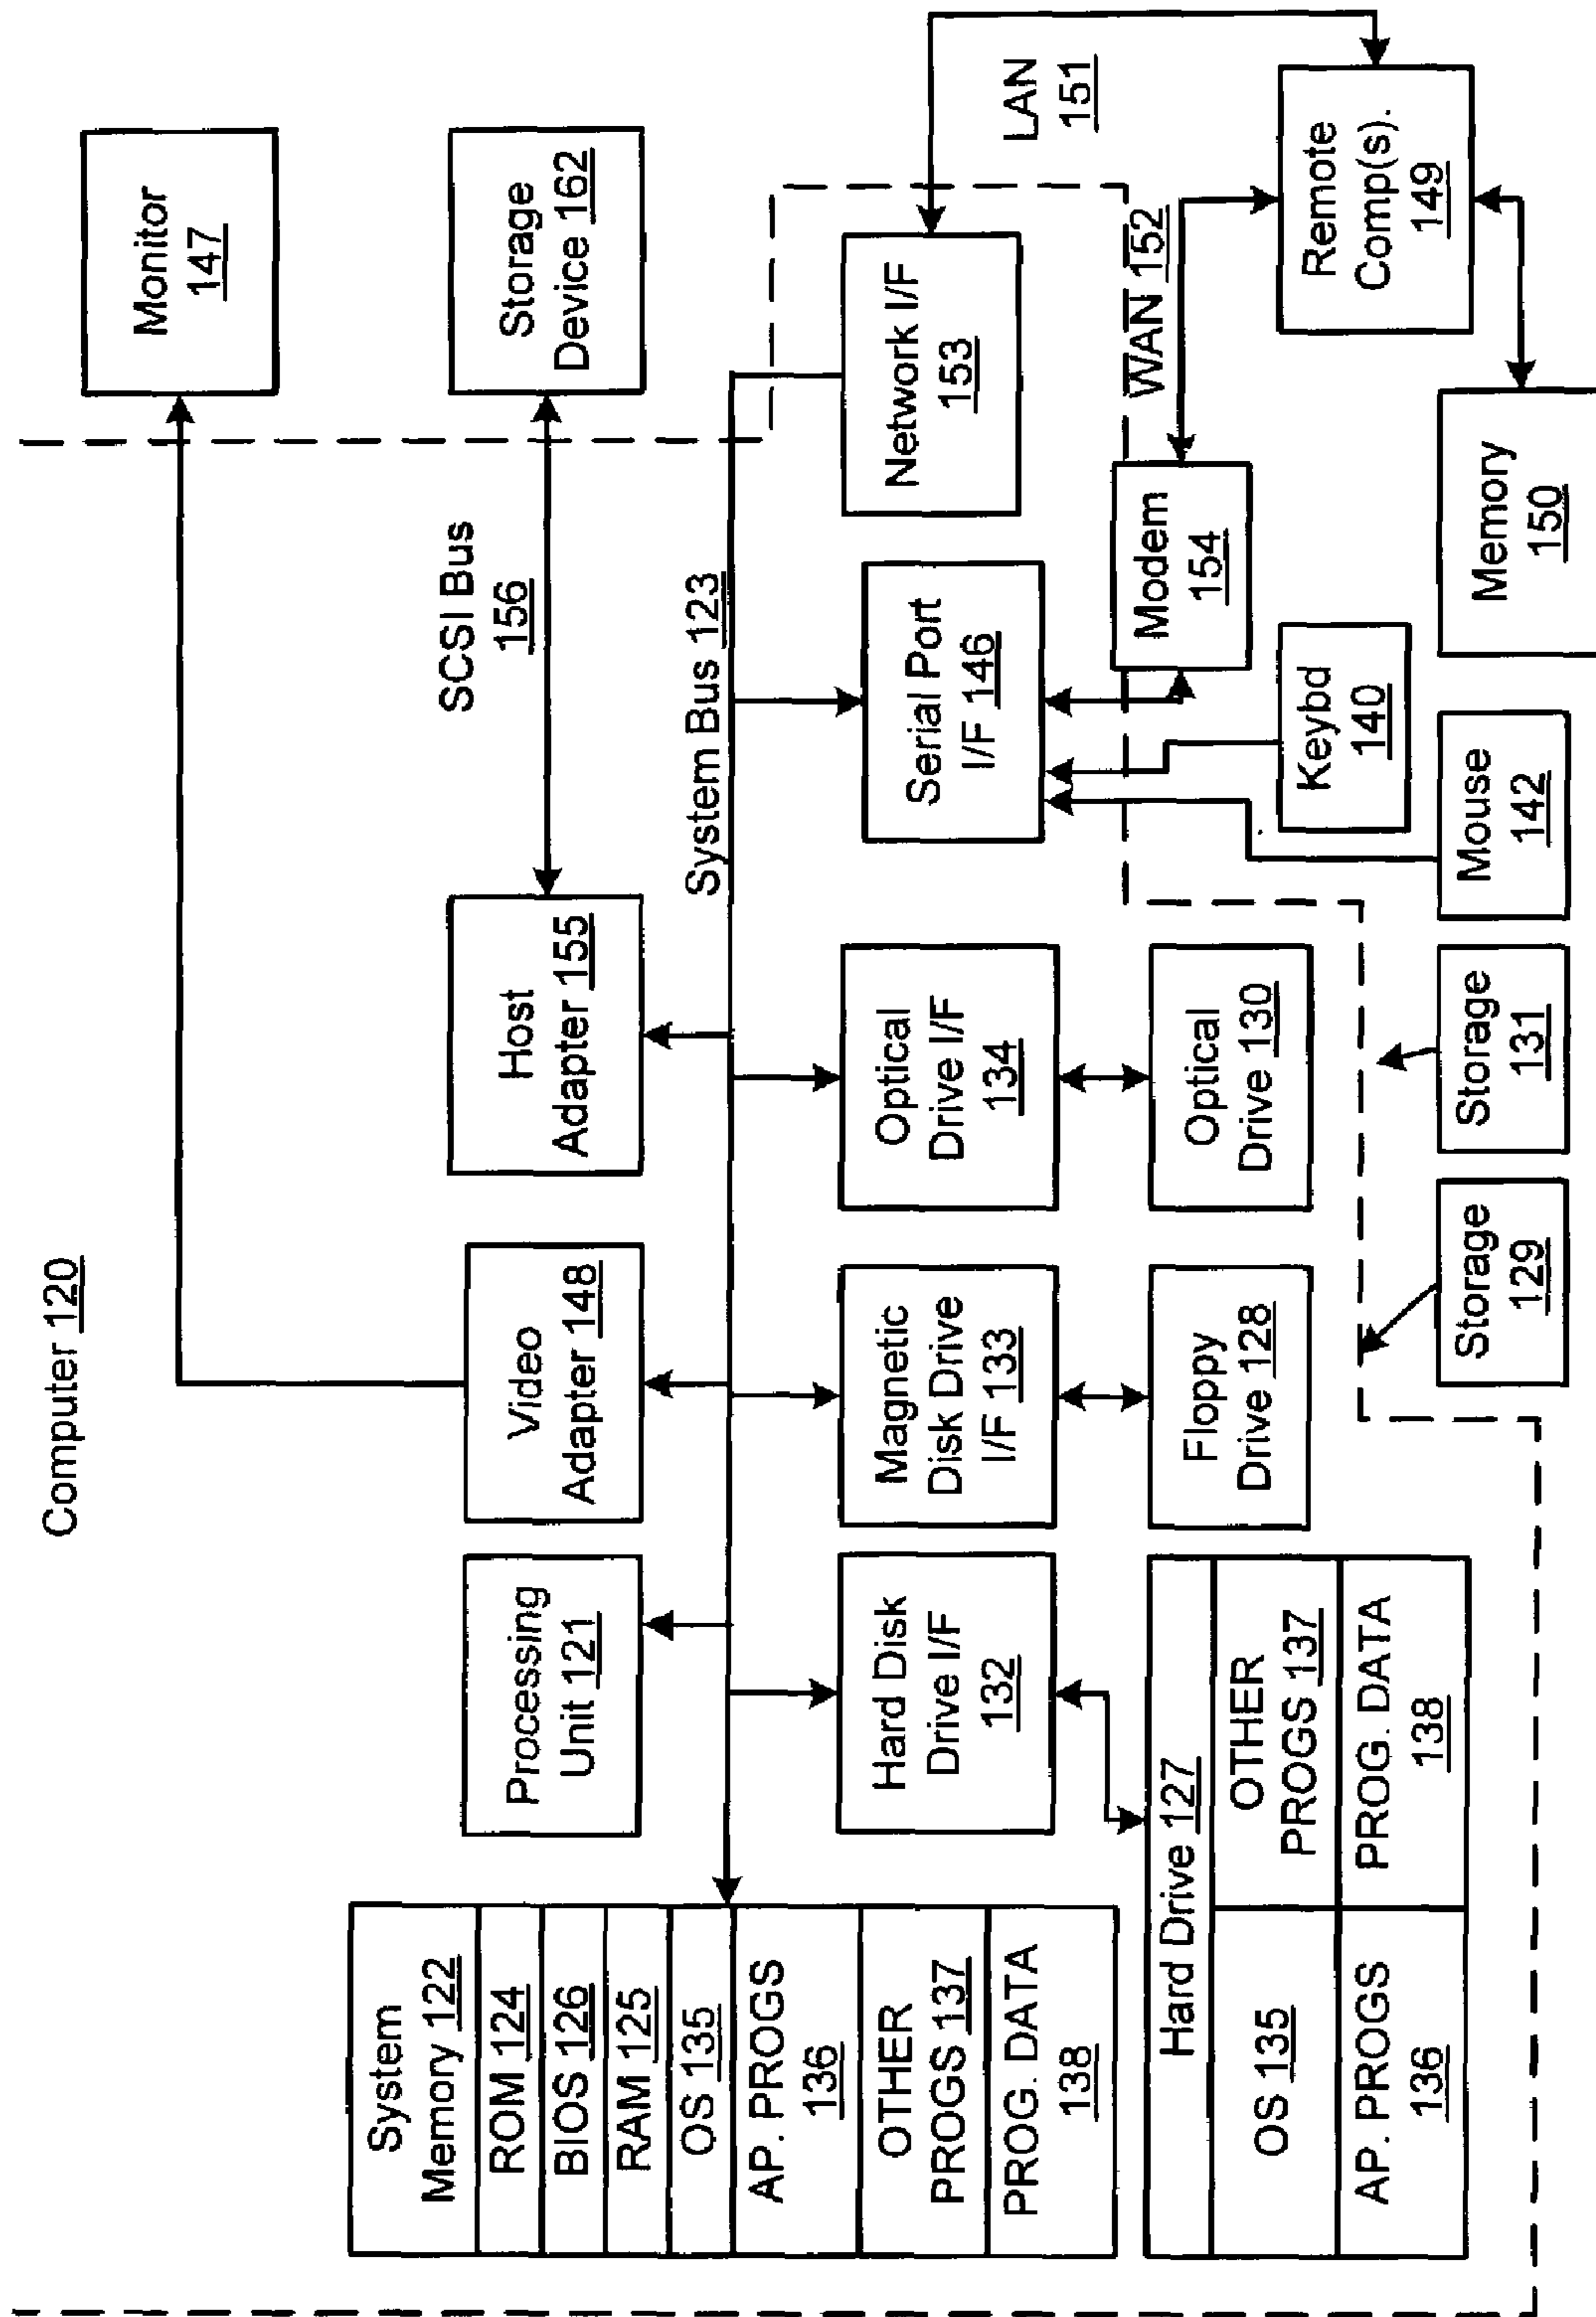 Computer 120
Monitor
147
System
Memory 122
ROM 124
BIOS 126
RAM 125
OS 135
AP. PROGS
136
OTHER
PROGS 137
PROG. DATA
138
Processing
Unit 121
Video
Adapter 148
Host
Adapter 155
SCSI Bus
156
Storage
Device 162
System Bus 123
Hard Disk
Drive I/F
132
Magnetic
Disk Drive
I/F 133
Optical
Drive I/F
134
Serial Port
I/F 146
Network I/F
153
LAN
151
Hard Drive 127
OS 135
OTHER
PROGS 137
AP. PROGS
136
PROG. DATA
138
Floppy
Drive 128
Optical
Drive 130
Modem
154
WAN 152
Keybd
140
Remote
Comp(s).
149
Storage
129
Storage
131
Mouse
142
Memory
150